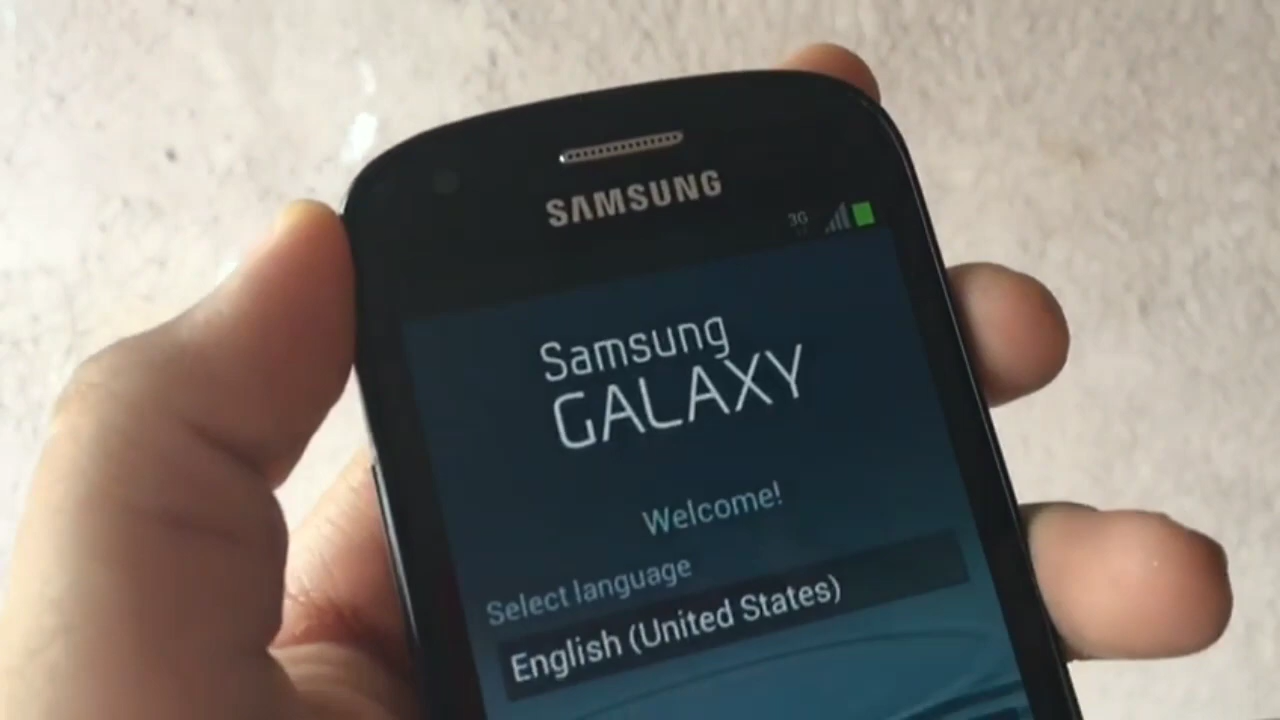 SAMSUNG
3G
Samsung
GALAXY
Welcome!
Select language
English (United States)